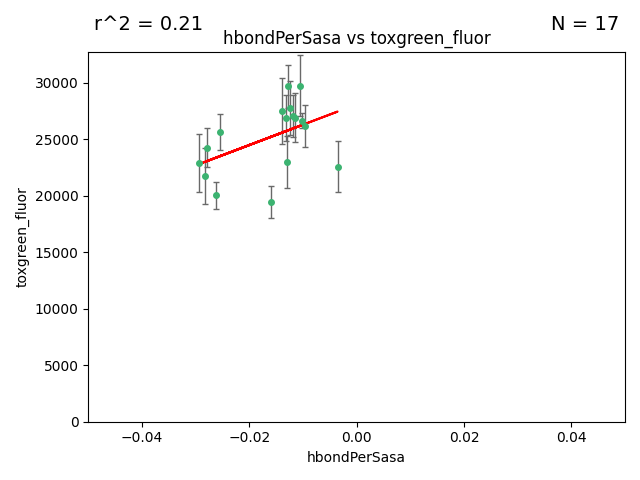 r^2 = 0.21
N = 17
hbondPerSasa vs toxgreen_fluor
30000
25000
20000
15000
10000
5000
0
toxgreen_fluor
−0.04
−0.02
0.00
0.02
0.04
hbondPerSasa